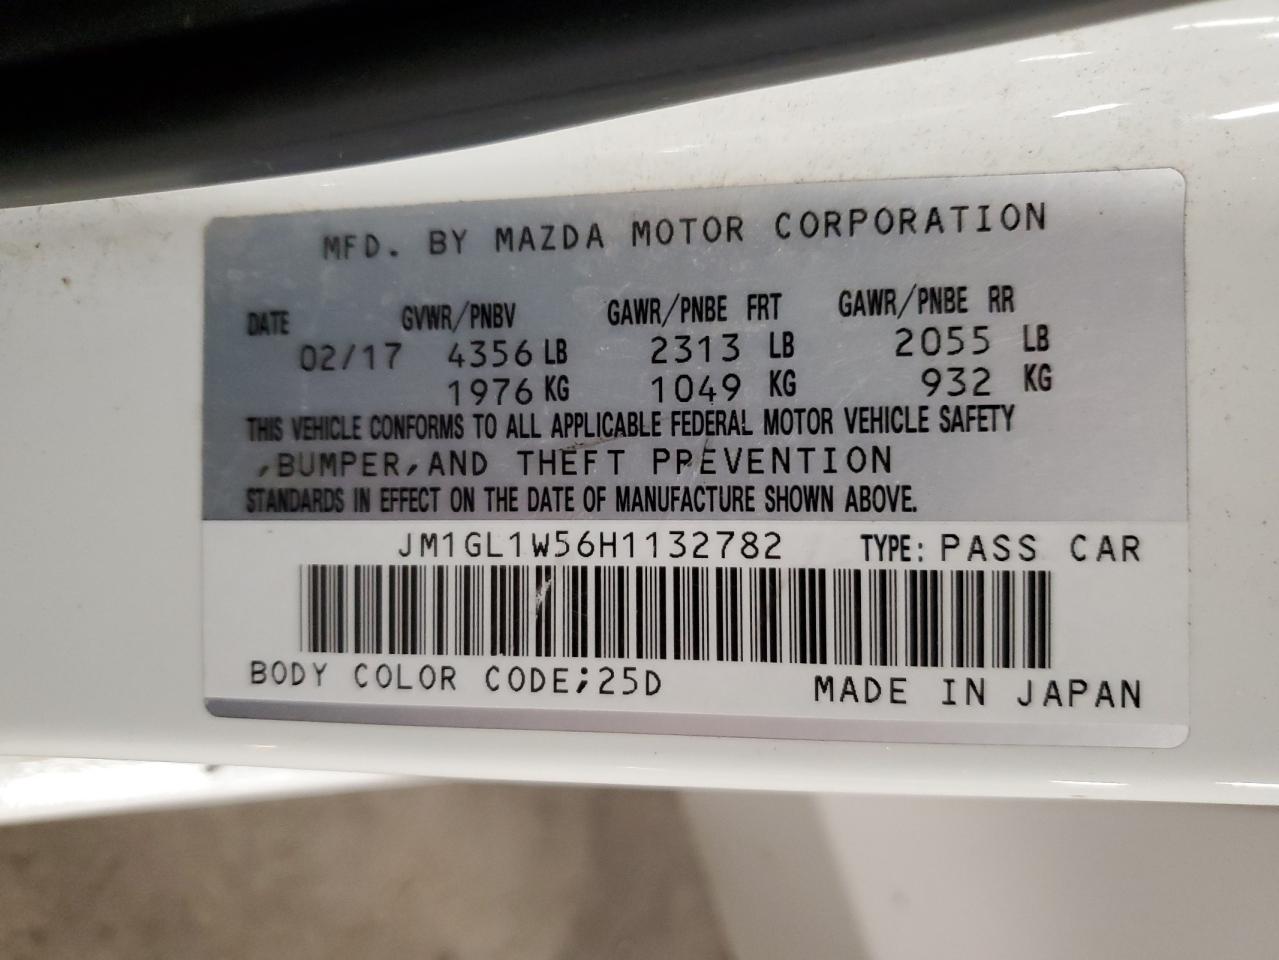 MFD. BY MAZDA MOTOR CORPORATION
DATE GVWR/PNBV GAWR/PNBE FRT GAWR/PNBE RR
02/17 4356 LB 2313 LB 2055 LB
1976 KG 1049 KG 932 KG
THIS VEHICLE CONFORMS TO ALL APPLICABLE FEDERAL MOTOR VEHICLE SAFETY
,BUMPER,AND THEFT PREVENTION
STANDARDS IN EFFECT ON THE DATE OF MANUFACTURE SHOWN ABOVE.
JM1GL1W56H1132782 TYPE: PASS CAR
BODY COLOR CODE;25D MADE IN JAPAN